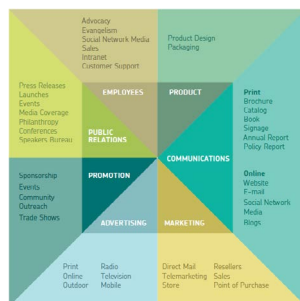 Advocacy
Evangelism
Social Network Media
Sales
Intranet
Customer Support
Product Design
Packaging
EMPLOYEES
PRODUCT
Press Releases
Launches
Events
Media Coverage
Philanthropy
Conferences
Speakers Bureau
PUBLIC
RELATIONS
Print
Brochure
Catalog
Book
Signage
Annual Report
Policy Report
COMMUNICATIONS
Sponsorship
Events
Community
Outreach
Trade Shows
PROMOTION
Online
Website
E-mail
Social Network
Media
Blogs
ADVERTISING
MARKETING
Print
Online
Outdoor
Radio
Television
Mobile
Direct Mail
Telemarketing
Store
Resellers
Sales
Point of Purchase